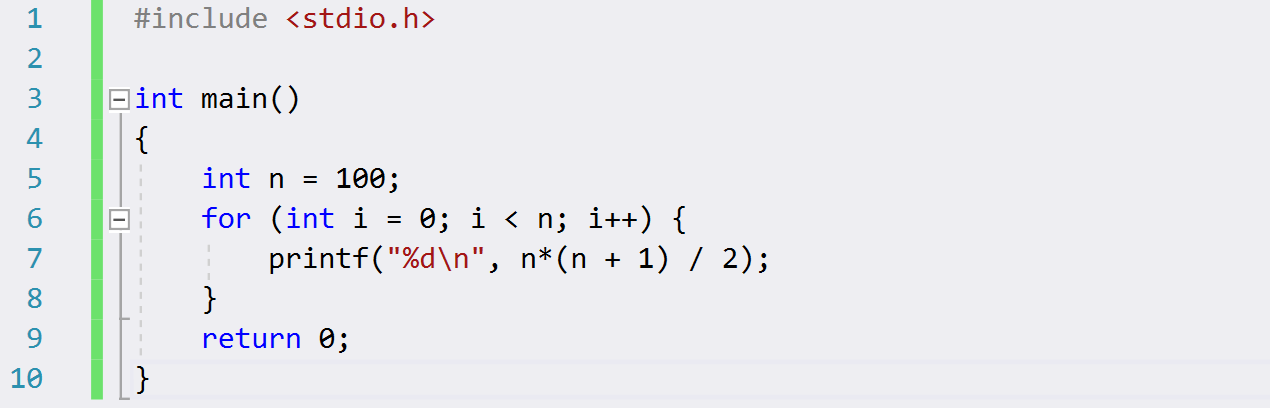 1 #include <stdio.h>
2
3 int main()
4 {
5     int n = 100;
6     for (int i = 0; i < n; i++) {
7         printf("%d\n", n*(n + 1) / 2);
8     }
9     return 0;
10 }